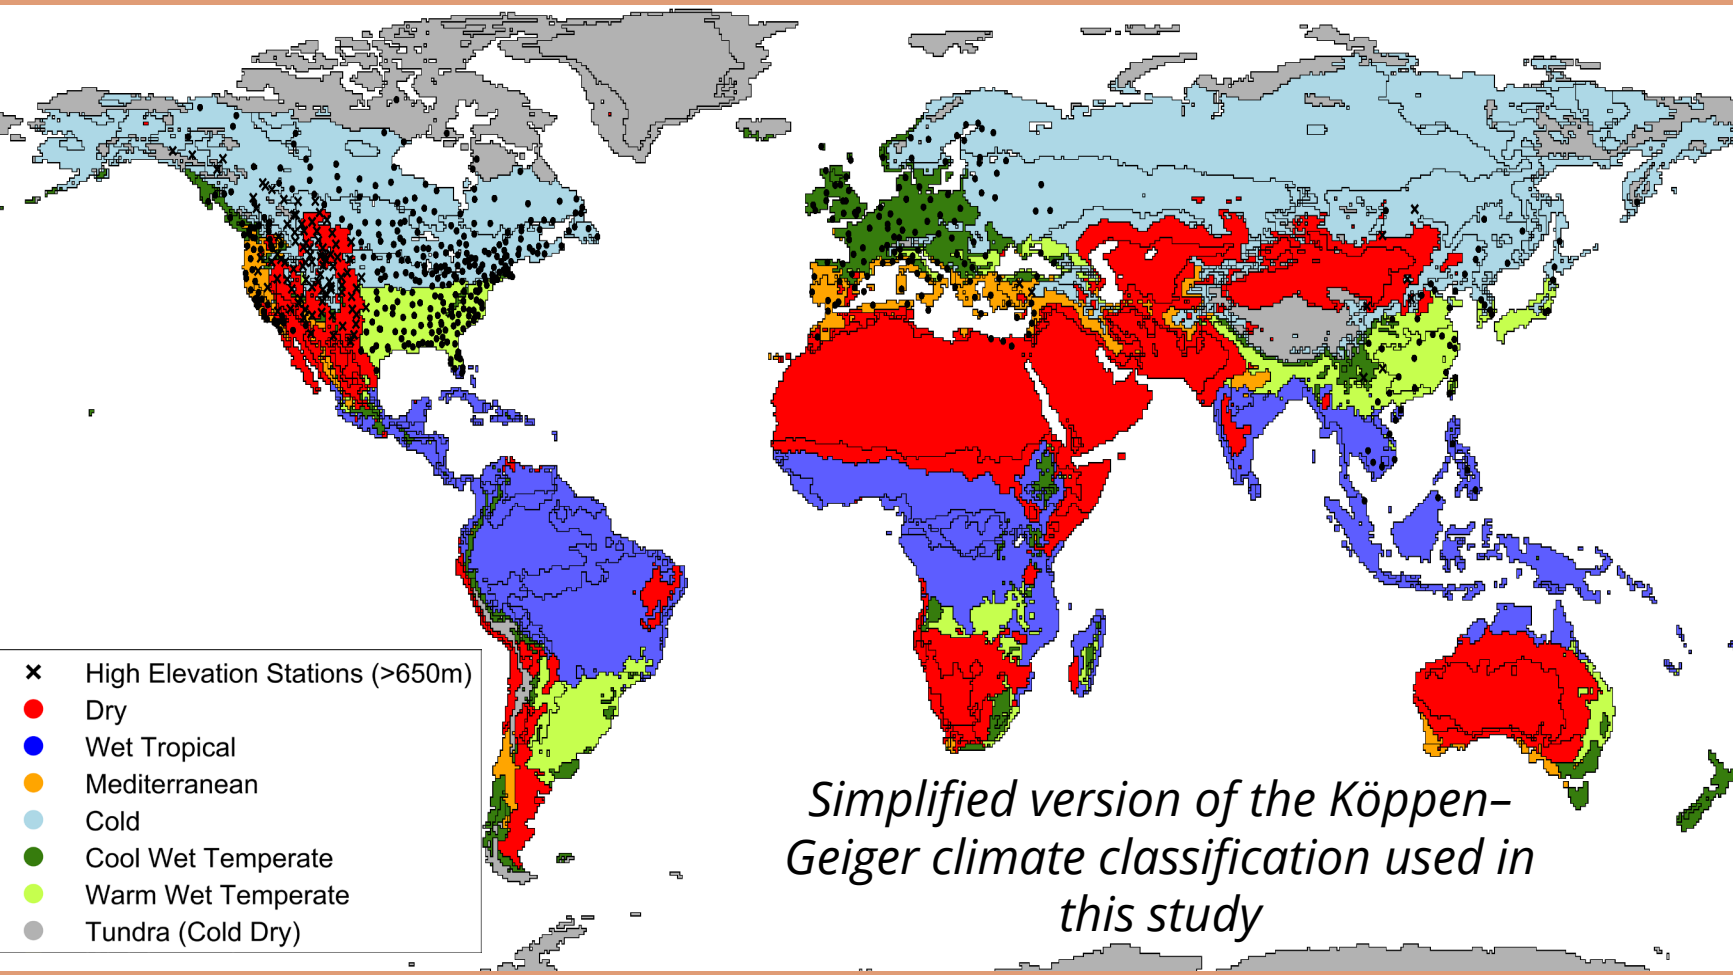 High Elevation Stations (>650m)
Dry
Wet Tropical
Mediterranean
Cold
Cool Wet Temperate
Warm Wet Temperate
Tundra (Cold Dry)
Simplified version of the Köppen–
Geiger climate classification used in
this study